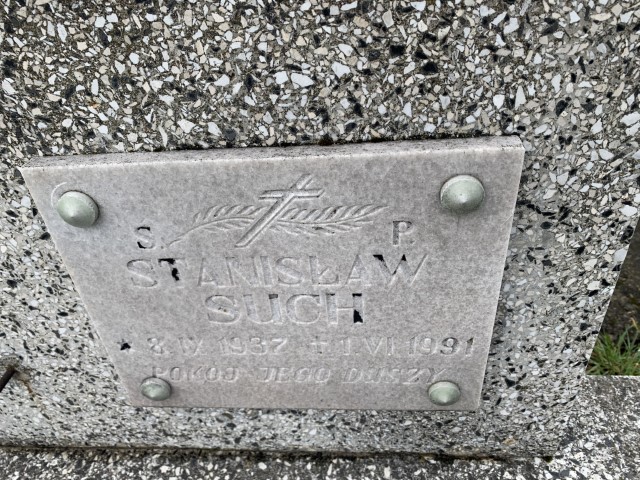 Ś. P.
STANISŁAW
SUCH
* 8 IX 1937 + 1 VI 1991
POKÓJ JEGO DUSZY